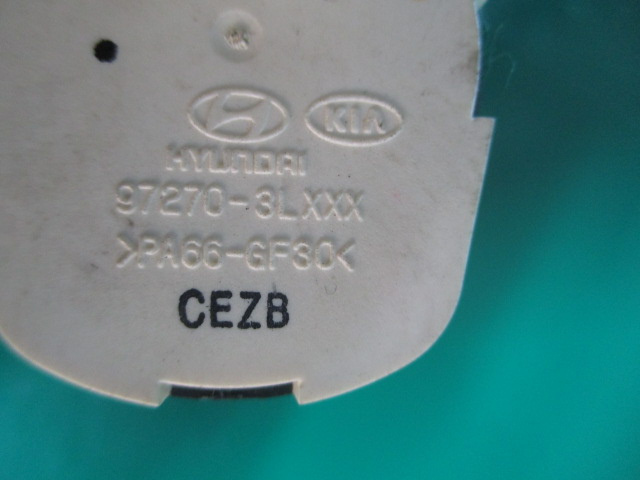 KIA
HYUNDAI
97270-3LXXX
>PA66-GF30<
CEZB